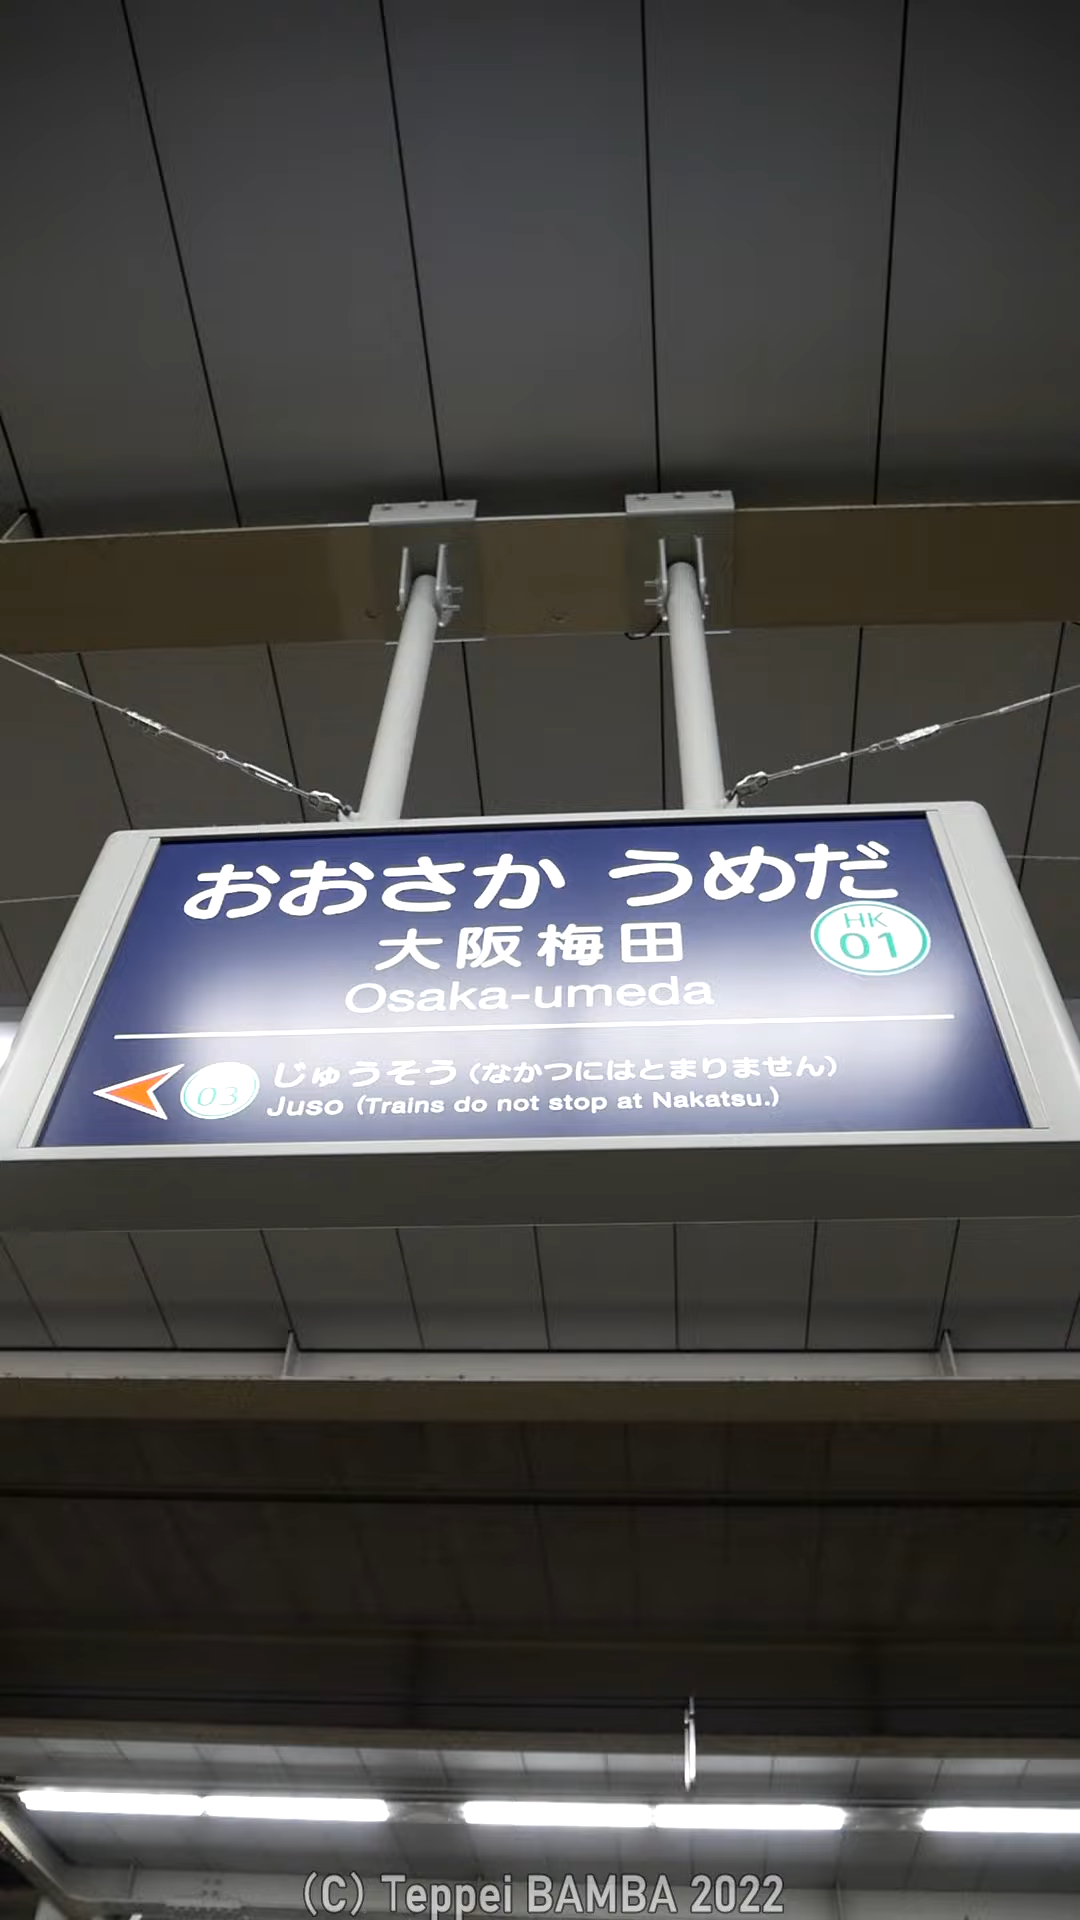 おおさか うめだ
大阪梅田
HK
01
Osaka-umeda
03
じゅうそう (なかつにはとまりません)
Juso (Trains do not stop at Nakatsu.)
(C) Teppei BAMBA 2022